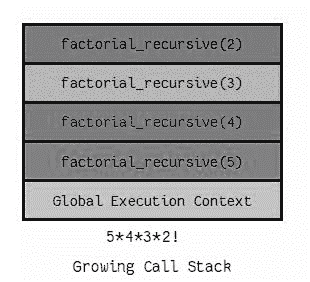 factorial_recursive(2)
factorial_recursive(3)
factorial_recursive(4)
factorial_recursive(5)
Global Execution Context
5*4*3*2!
Growing Call Stack